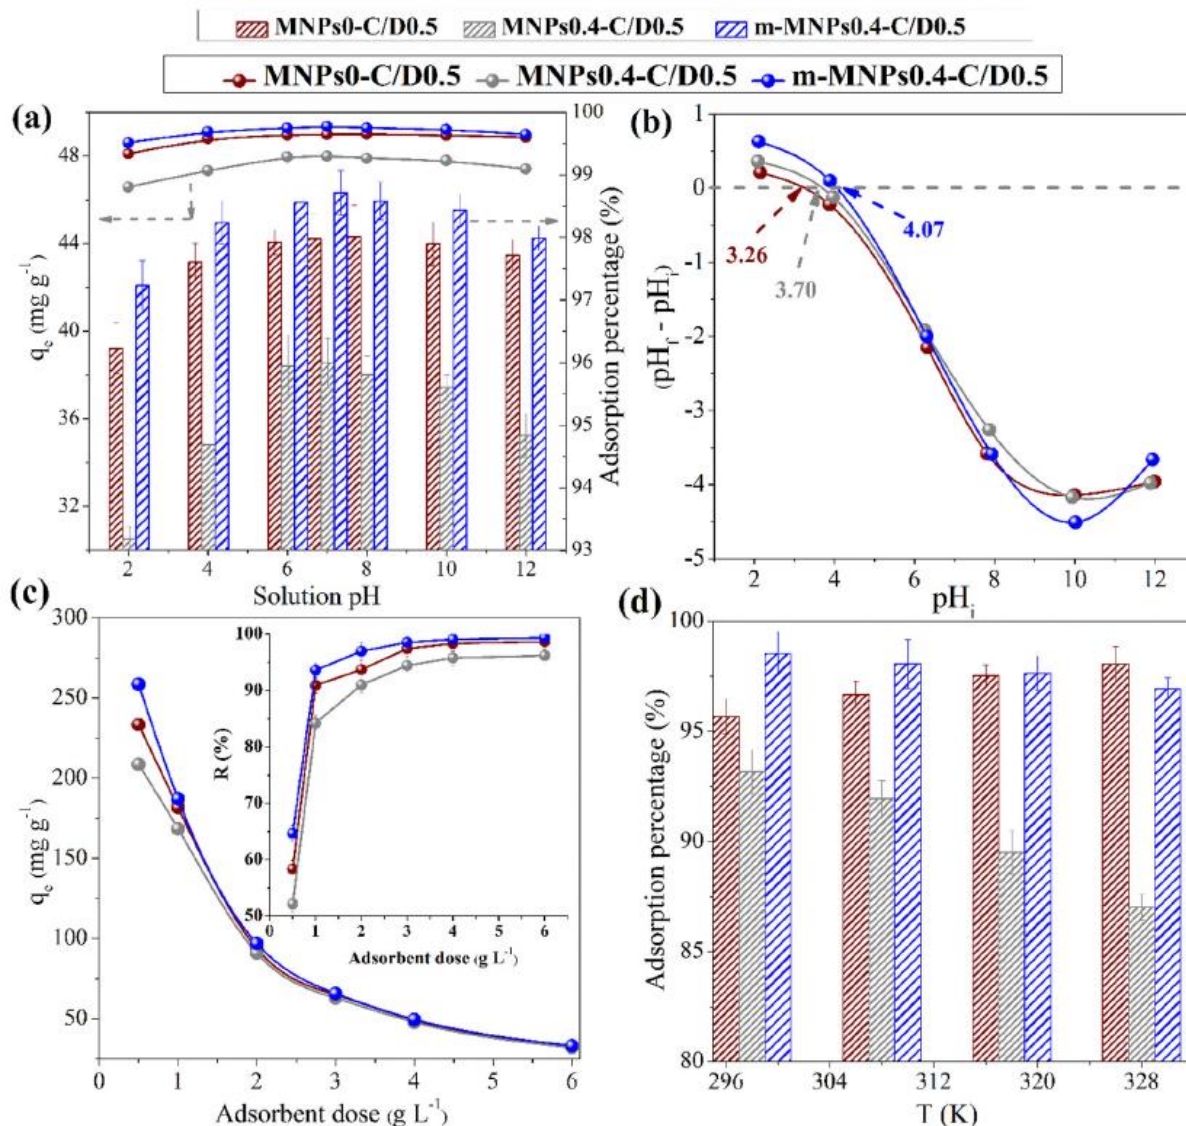 MNPs0-C/D0.5 MNPs0.4-C/D0.5 m-MNPs0.4-C/D0.5
MNPs0-C/D0.5 MNPs0.4-C/D0.5 m-MNPs0.4-C/D0.5
(a)
48
44
40
36
32
qe (mg g-1)
100
99
98
97
96
95
94
93
Adsorption percentage (%)
2 4 6 8 10 12
Solution pH
(b)
1
0
-1
-2
-3
-4
-5
(pHf - pHi)
3.26
3.70
4.07
2 4 6 8 10 12
pHi
(c)
300
250
200
150
100
50
qe (mg g-1)
0 1 2 3 4 5 6
Adsorbent dose (g L-1)
100
90
80
70
60
50
R (%)
0 1 2 3 4 5 6
Adsorbent dose (g L-1)
(d)
100
95
90
85
80
Adsorption percentage (%)
296 304 312 320 328
T (K)